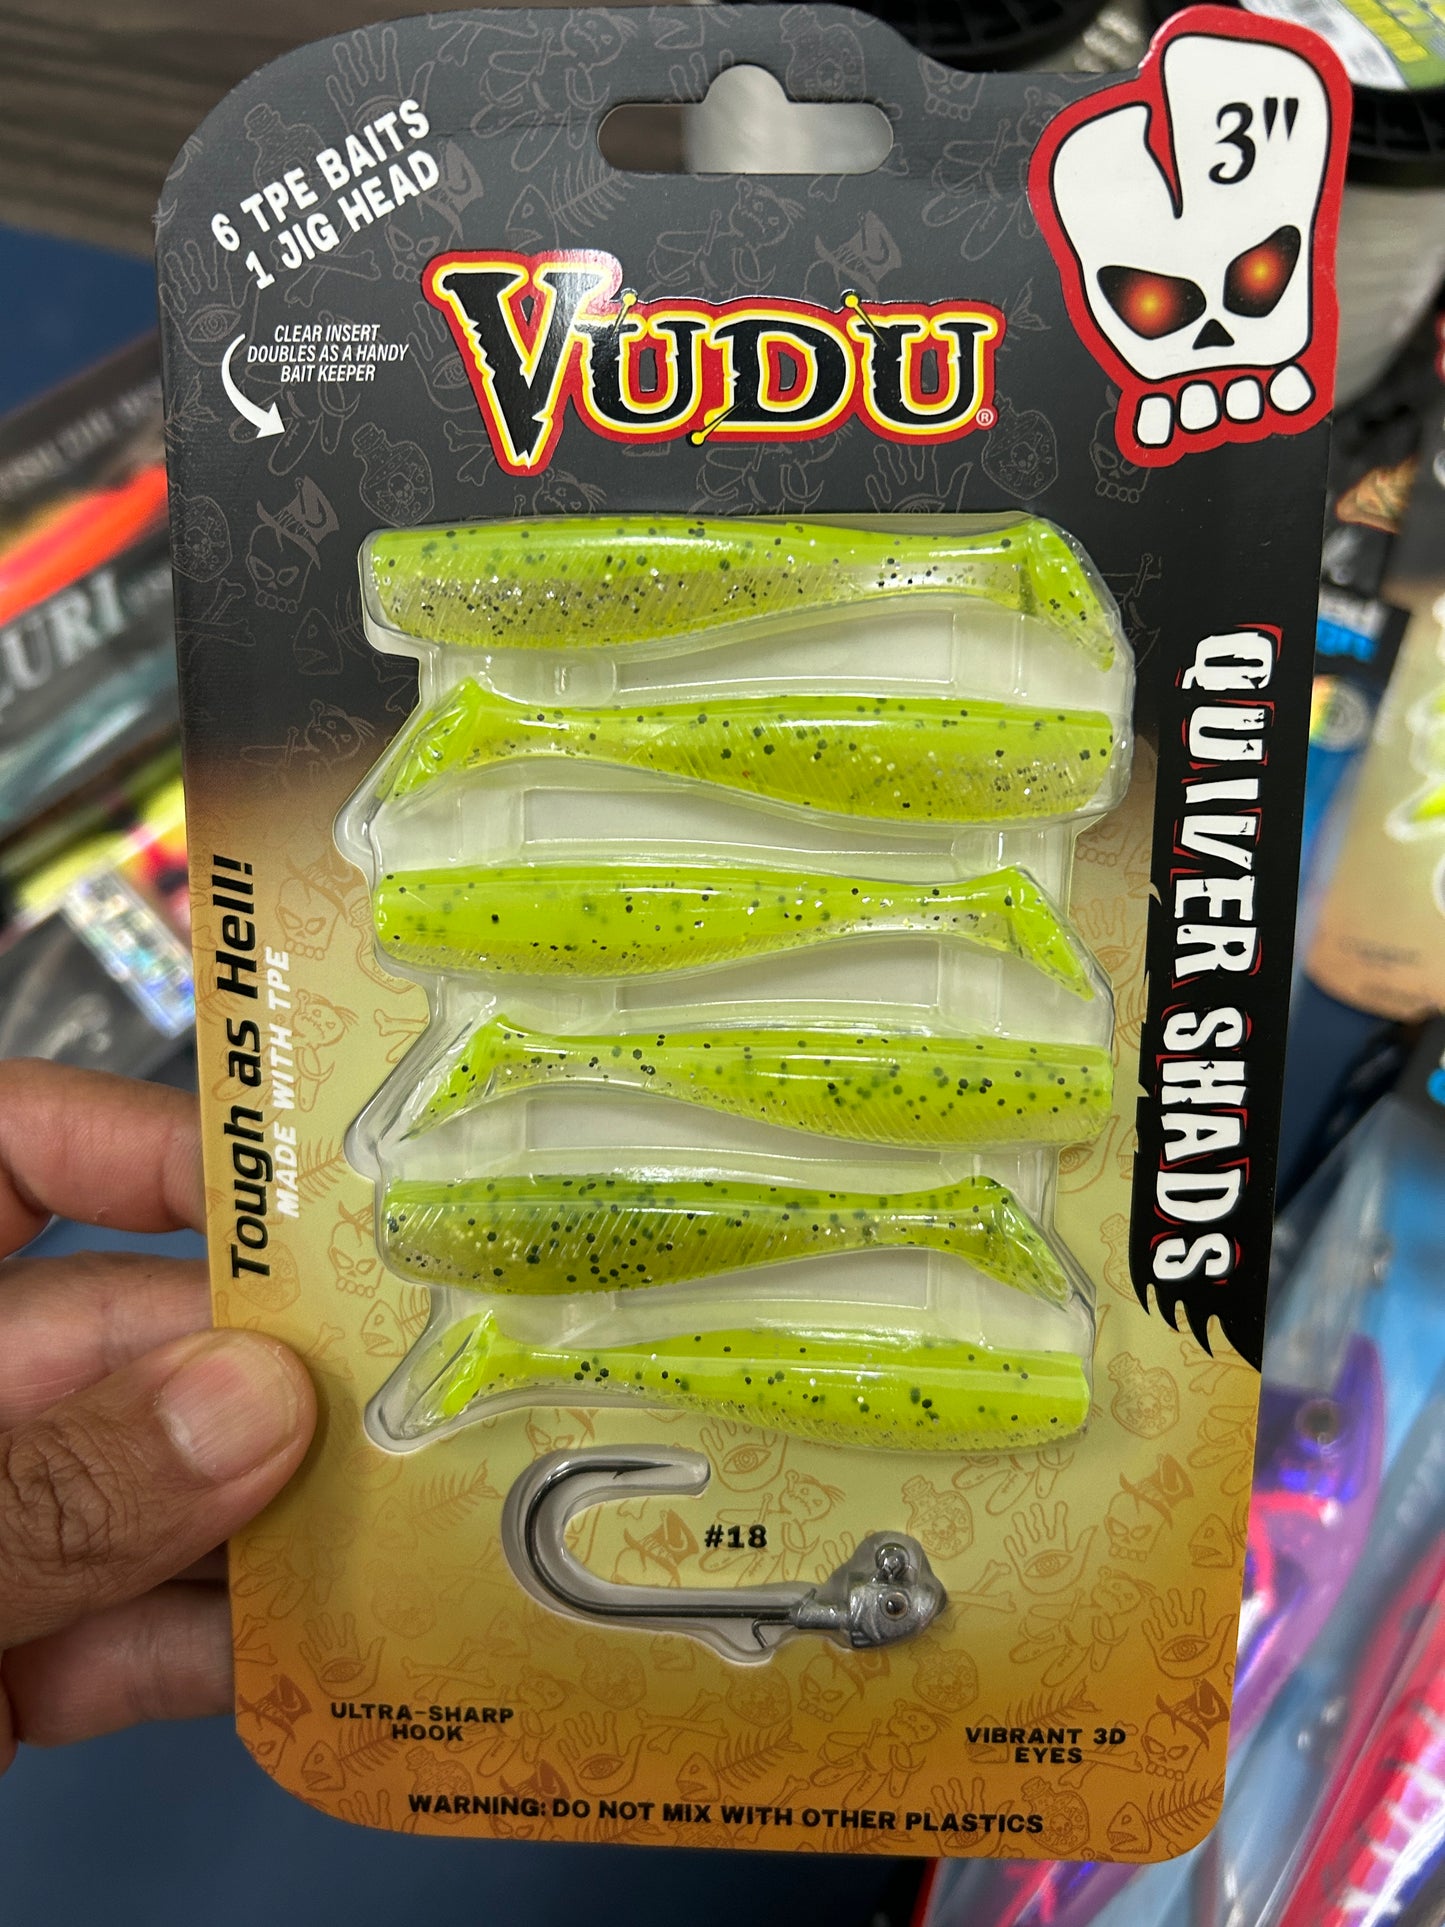 6 TPE BAITS
1 JIG HEAD
CLEAR INSERT
DOUBLES AS A HANDY
BAIT KEEPER
VUDU®
3"
QUIVER SHADS
Tough as Hell!
MADE WITH TPE
#18
ULTRA-SHARP
HOOK
VIBRANT 3D
EYES
WARNING: DO NOT MIX WITH OTHER PLASTICS